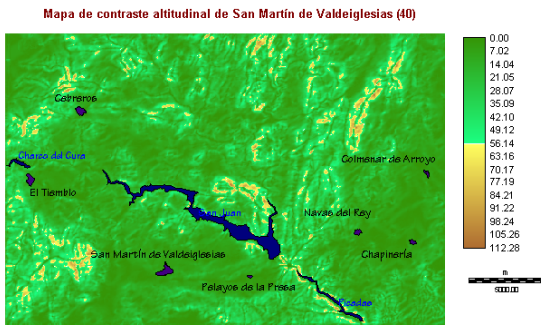 Mapa de contraste altitudinal de San Martín de Valdeiglesias (40)
Cebreros
Charco del Cura
El Tiemblo
San Juan
Colmenar de Arroyo
Navas del Rey
Chapinería
San Martín de Valdeiglesias
Pelayos de la Presa
Picadas
0.00
7.02
14.04
21.05
28.07
35.09
42.10
49.12
56.14
63.16
70.17
77.19
84.21
91.22
98.24
105.26
112.28
m
5000.00